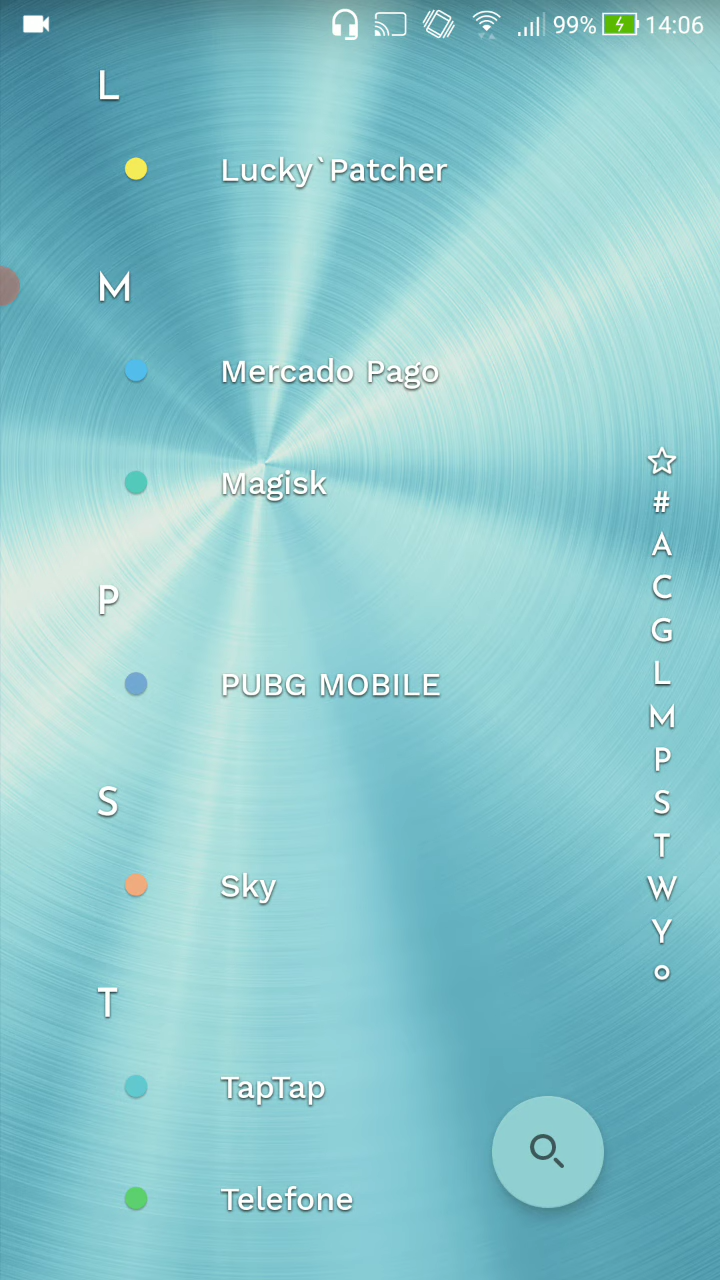 99% 14:06
L
Lucky`Patcher
M
Mercado Pago
Magisk
P
PUBG MOBILE
S
Sky
T
TapTap
Telefone
#
A
C
G
L
M
P
S
T
W
Y